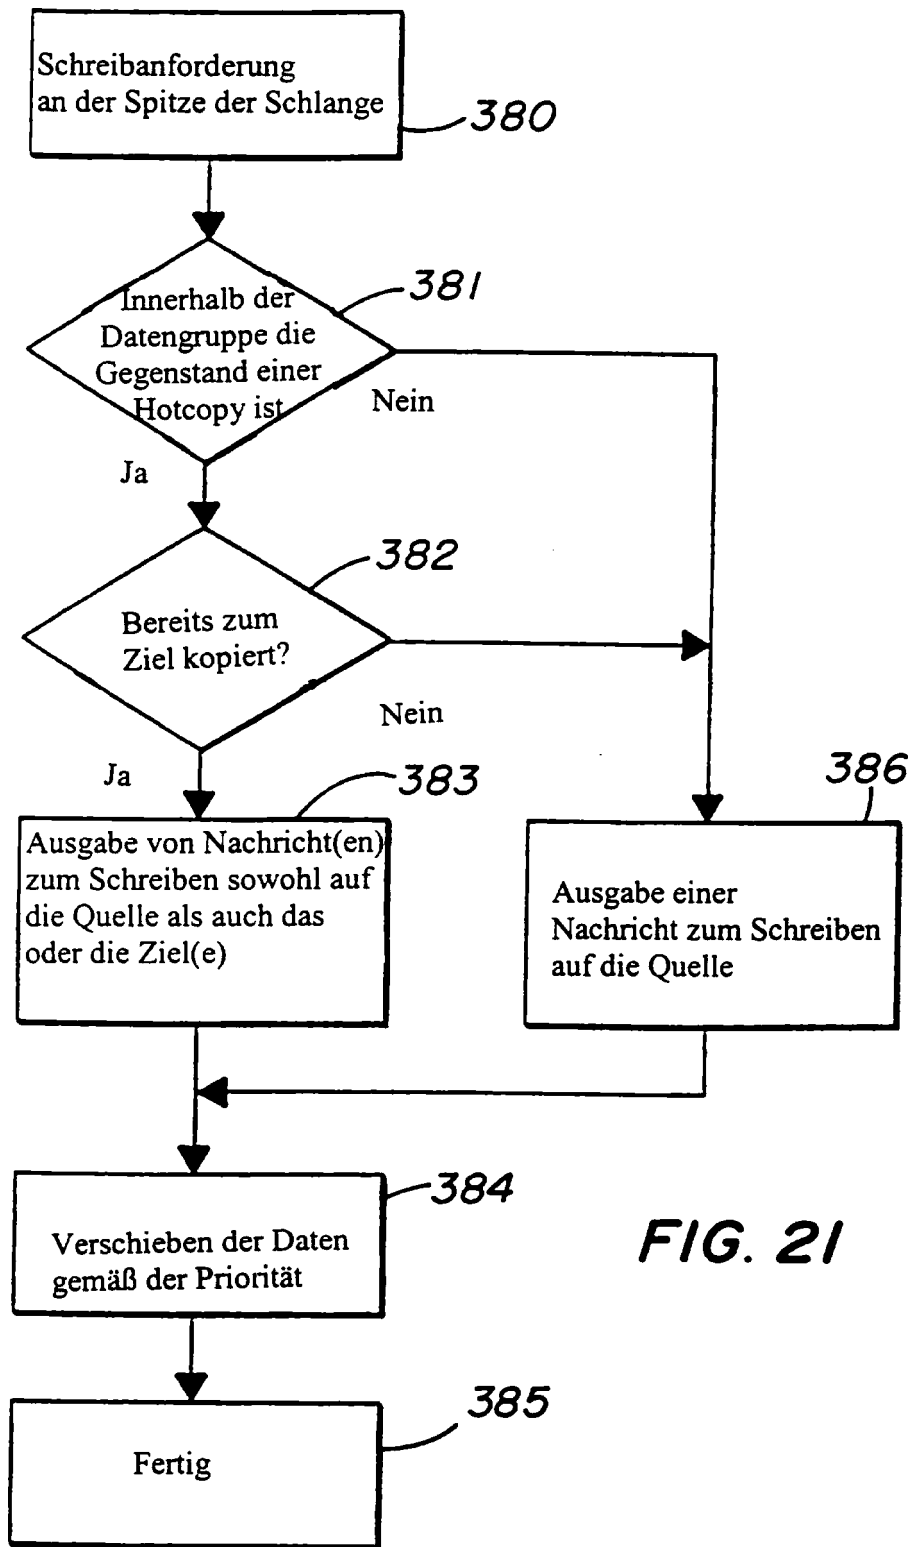 Schreibanforderung
an der Spitze der Schlange
380
381
Innerhalb der
Datengruppe die
Gegenstand einer
Hotcopy ist
Nein
Ja
382
Bereits zum
Ziel kopiert?
Nein
Ja
383
386
Ausgabe von Nachricht(en)
zum Schreiben sowohl auf
die Quelle als auch das
oder die Ziel(e)
Ausgabe einer
Nachricht zum Schreiben
auf die Quelle
384
Verschieben der Daten
gemäß der Priorität
FIG. 21
385
Fertig